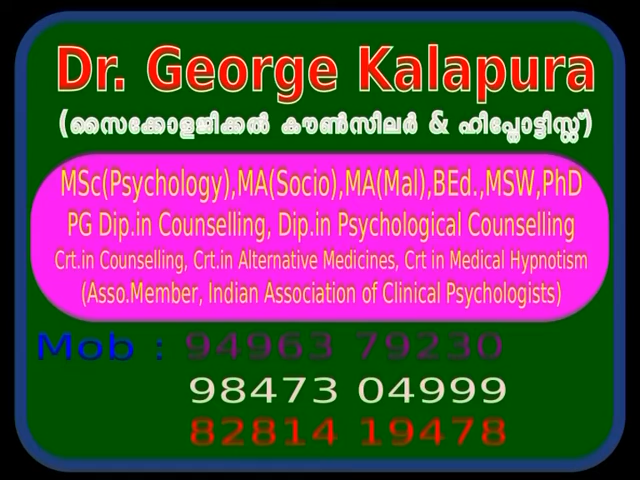 Dr. George Kalapura
(സൈക്കോളജിക്കൽ കൗൺസിലർ & ഹിപ്നോട്ടിസ്റ്റ്)
MSc(Psychology),MA(Socio),MA(Mal),BEd.,MSW,PhD
PG Dip.in Counselling, Dip.in Psychological Counselling
Crt.in Counselling, Crt.in Alternative Medicines, Crt in Medical Hypnotism
(Asso.Member, Indian Association of Clinical Psychologists)
Mob : 94963 79230
98473 04999
82814 19478